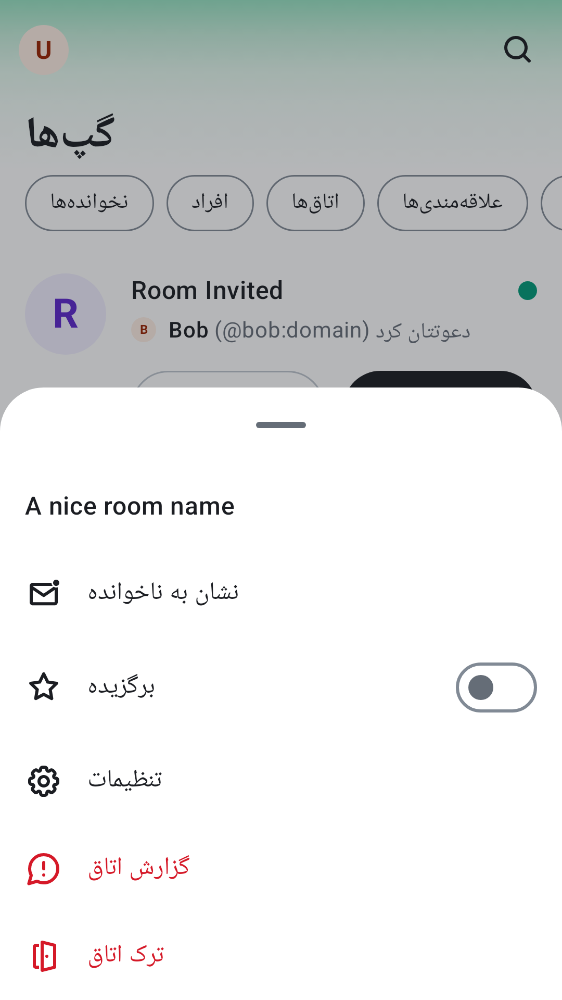 U
گپ‌ها
نخوانده‌ها
افراد
اتاق‌ها
علاقه‌مندی‌ها
R
Room Invited
B
Bob (@bob:domain) دعوتتان کرد
A nice room name
نشان به ناخوانده
برگزیده
تنظیمات
گزارش اتاق
ترک اتاق